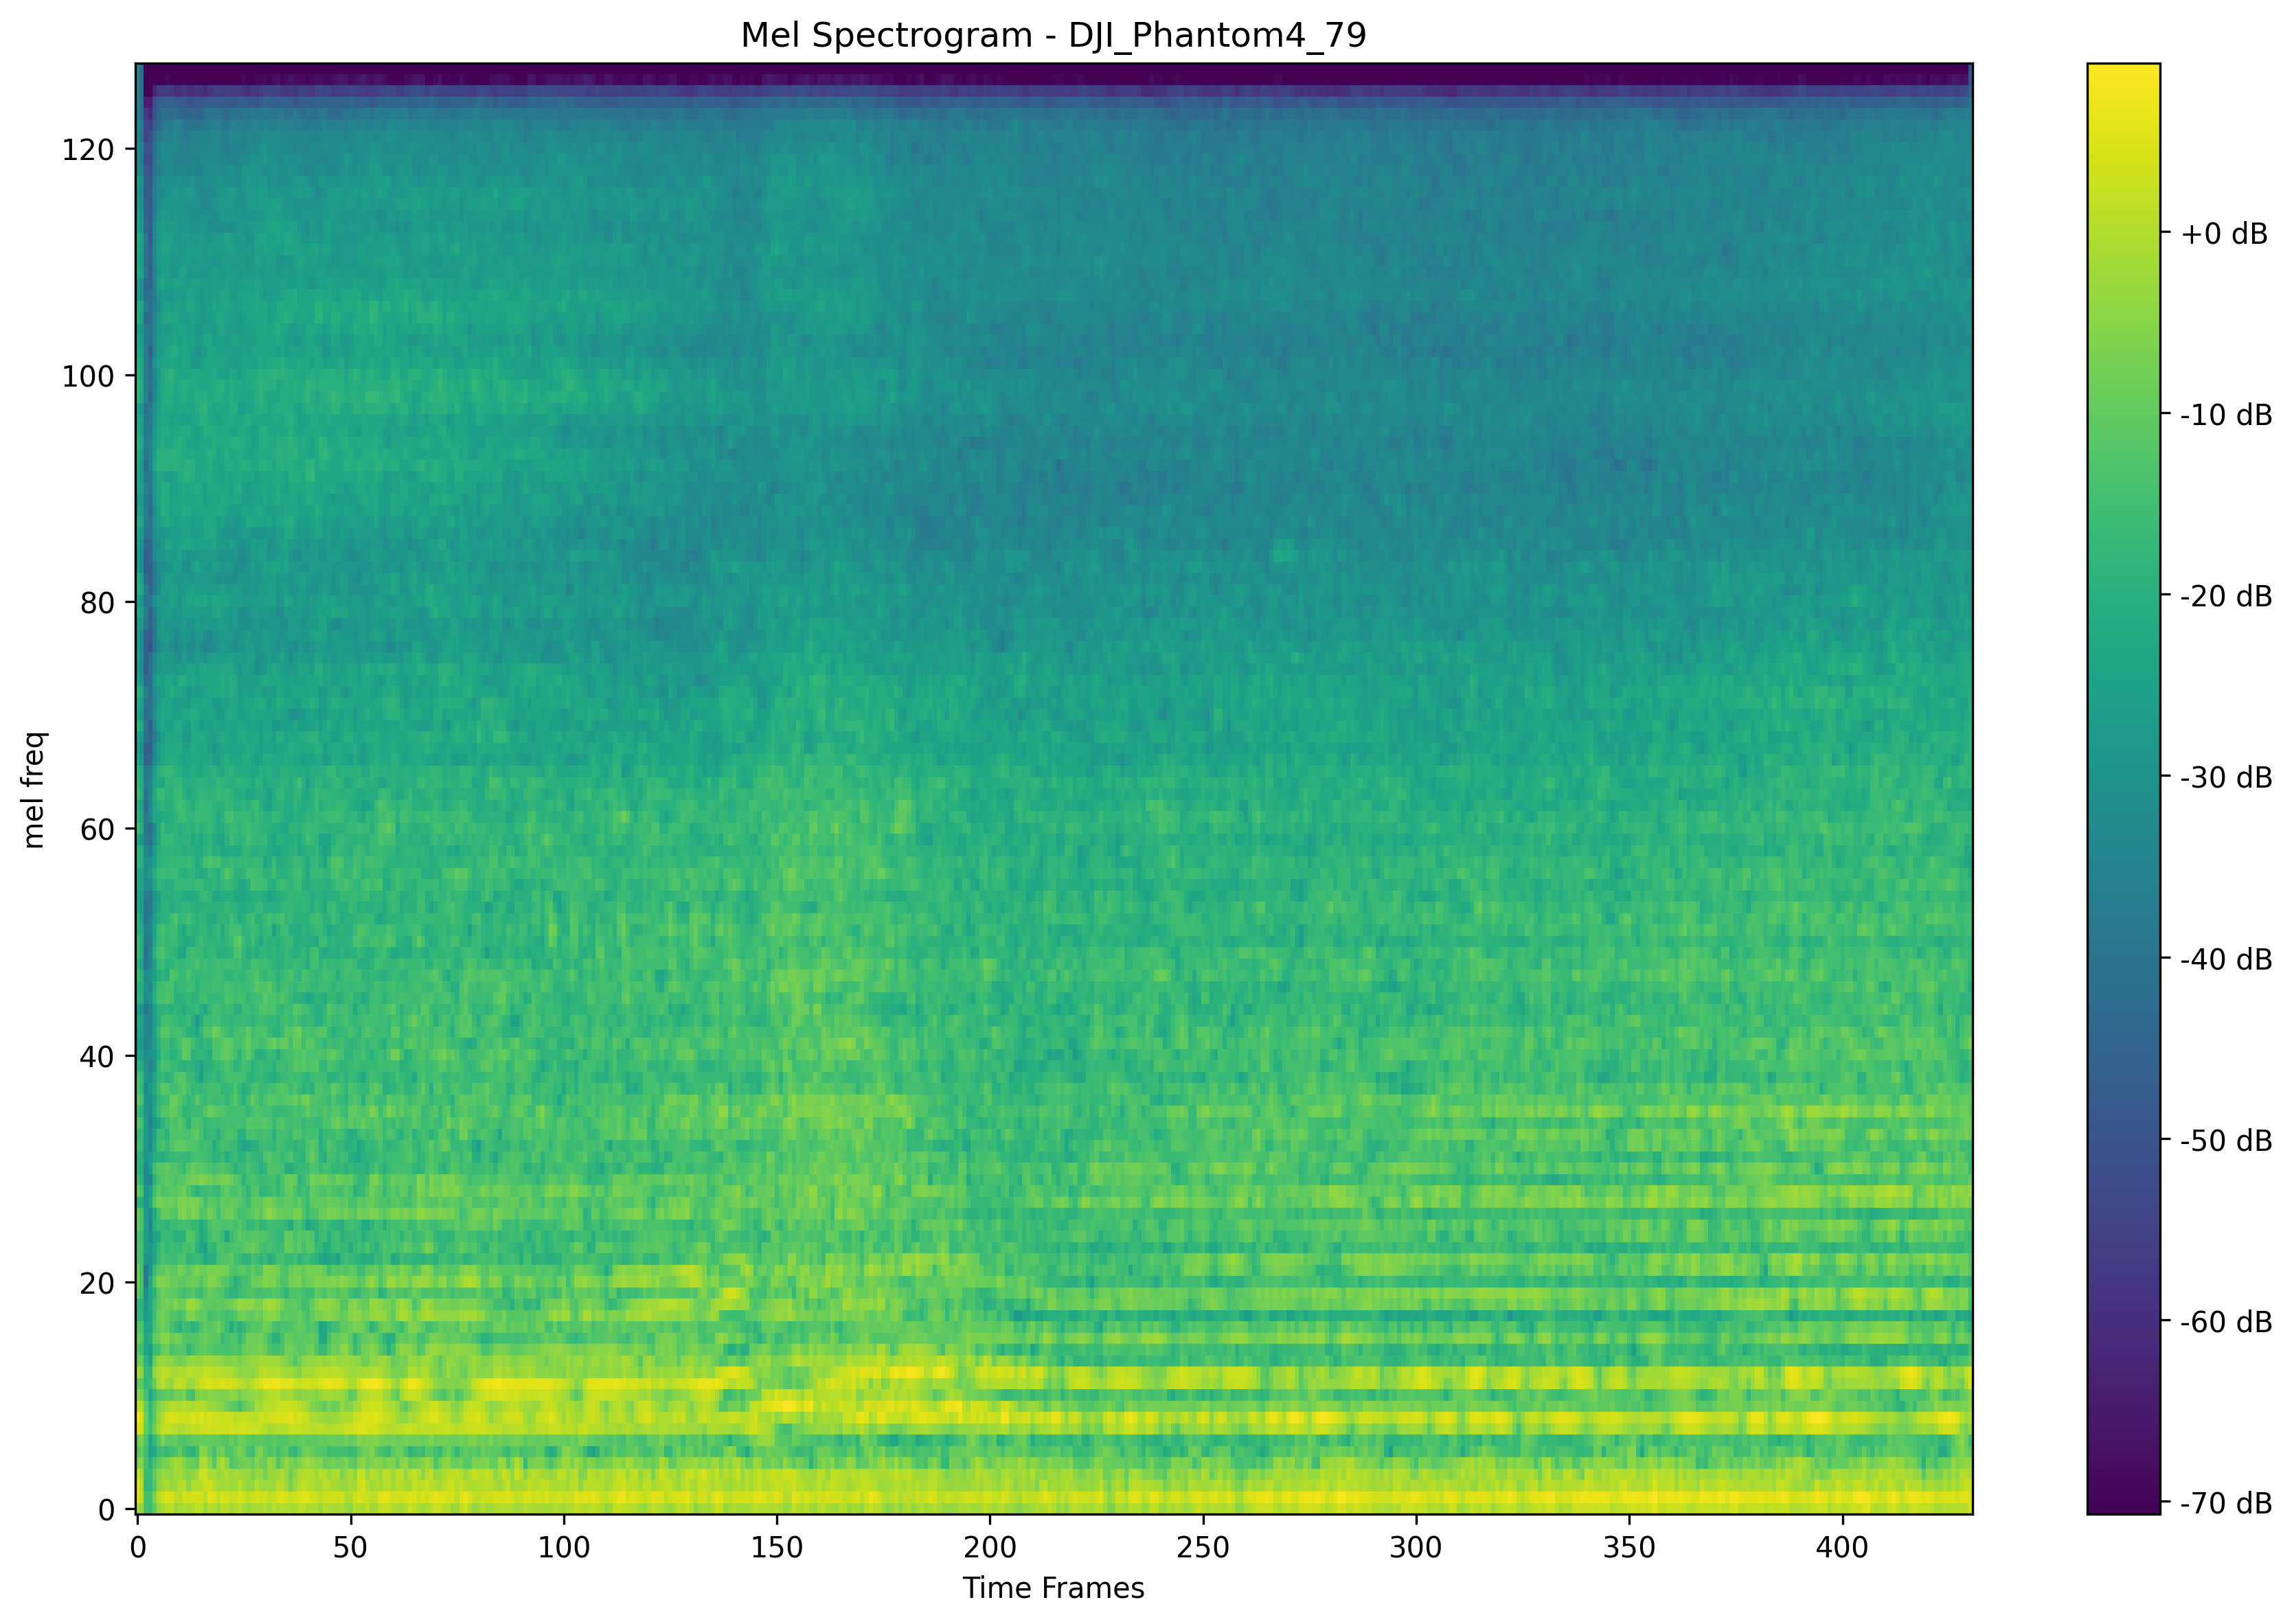 Mel Spectrogram - DJI_Phantom4_79
mel freq
120
100
80
60
40
20
0
0 50 100 150 200 250 300 350 400
Time Frames
+0 dB
-10 dB
-20 dB
-30 dB
-40 dB
-50 dB
-60 dB
-70 dB